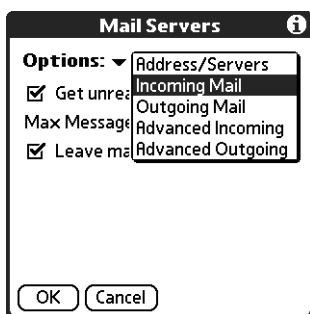 Mail Servers
Options: Address/Servers
Get unrea Incoming Mail
Outgoing Mail
Max Message Advanced Incoming
Leave ma Advanced Outgoing
OK Cancel